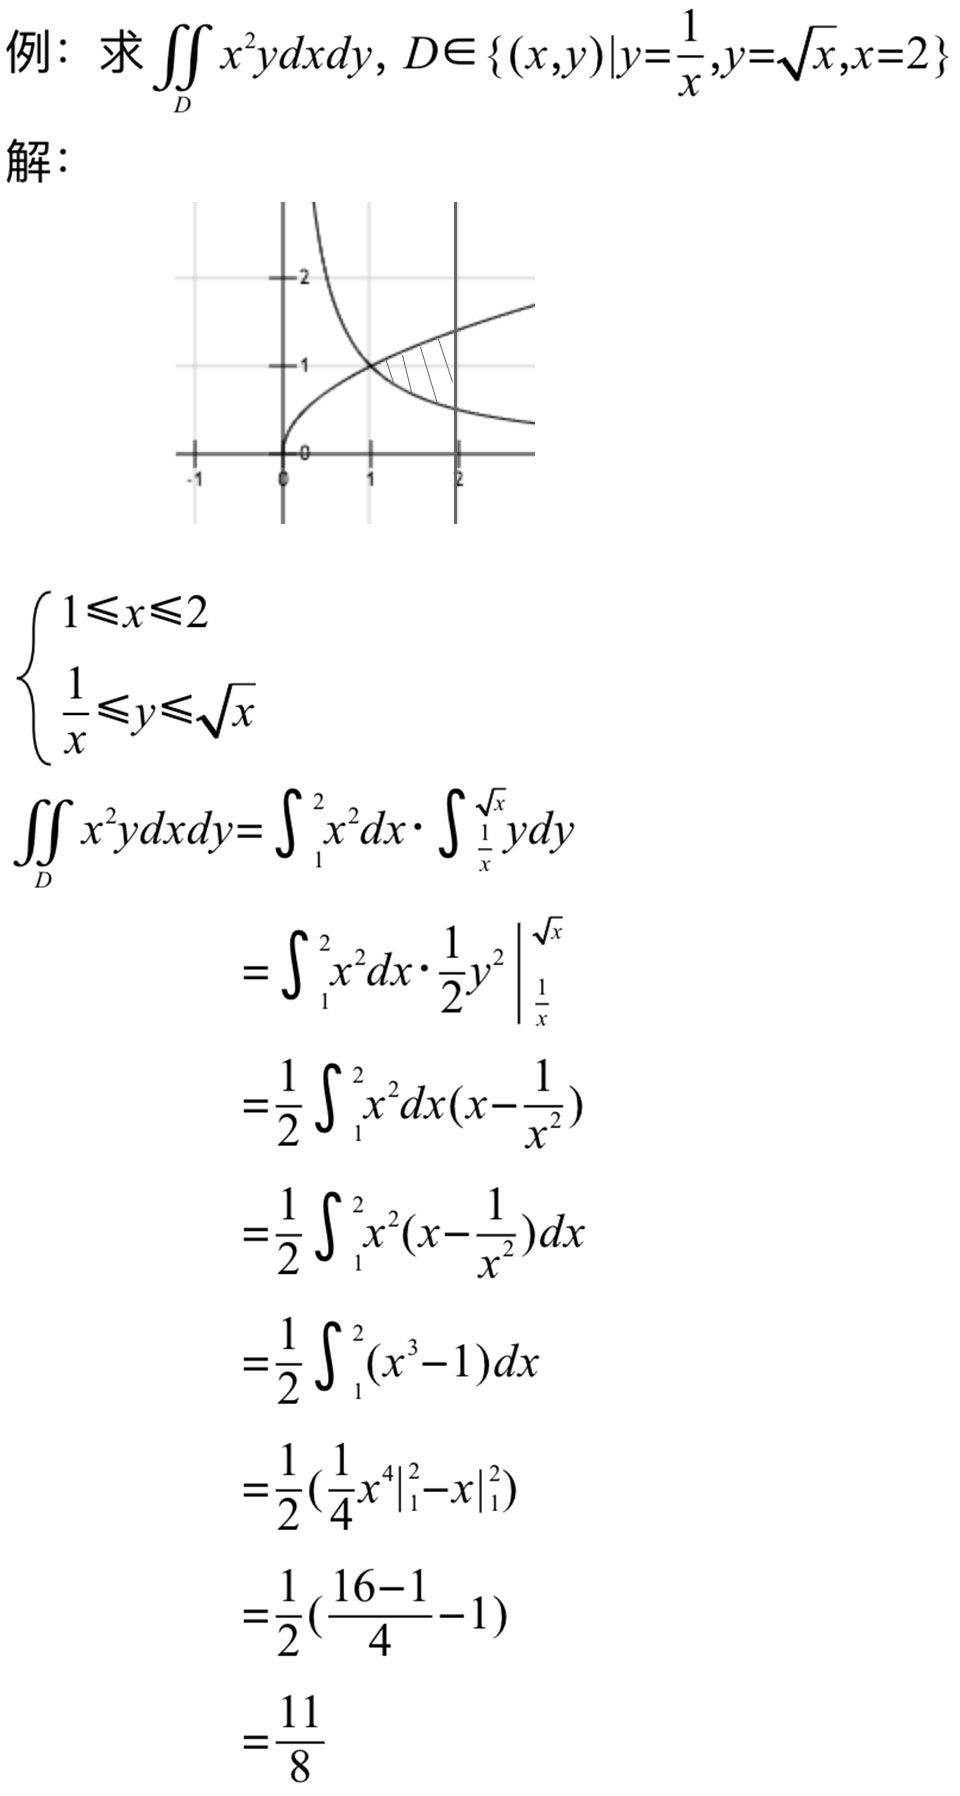 例：求∬_D x²ydxdy, D∈{(x,y)|y=1/x,y=√x,x=2}
解：
2
1
0
-1 0 1 2
{ 1≤x≤2
1/x≤y≤√x
∬_D x²ydxdy=∫_1^2 x²dx·∫_{1/x}^{√x} ydy
=∫_1^2 x²dx·1/2 y²|_{1/x}^{√x}
=1/2 ∫_1^2 x²dx(x−1/x²)
=1/2 ∫_1^2 x²(x−1/x²)dx
=1/2 ∫_1^2 (x³−1)dx
=1/2(1/4 x⁴|_1^2−x|_1^2)
=1/2((16−1)/4−1)
=11/8